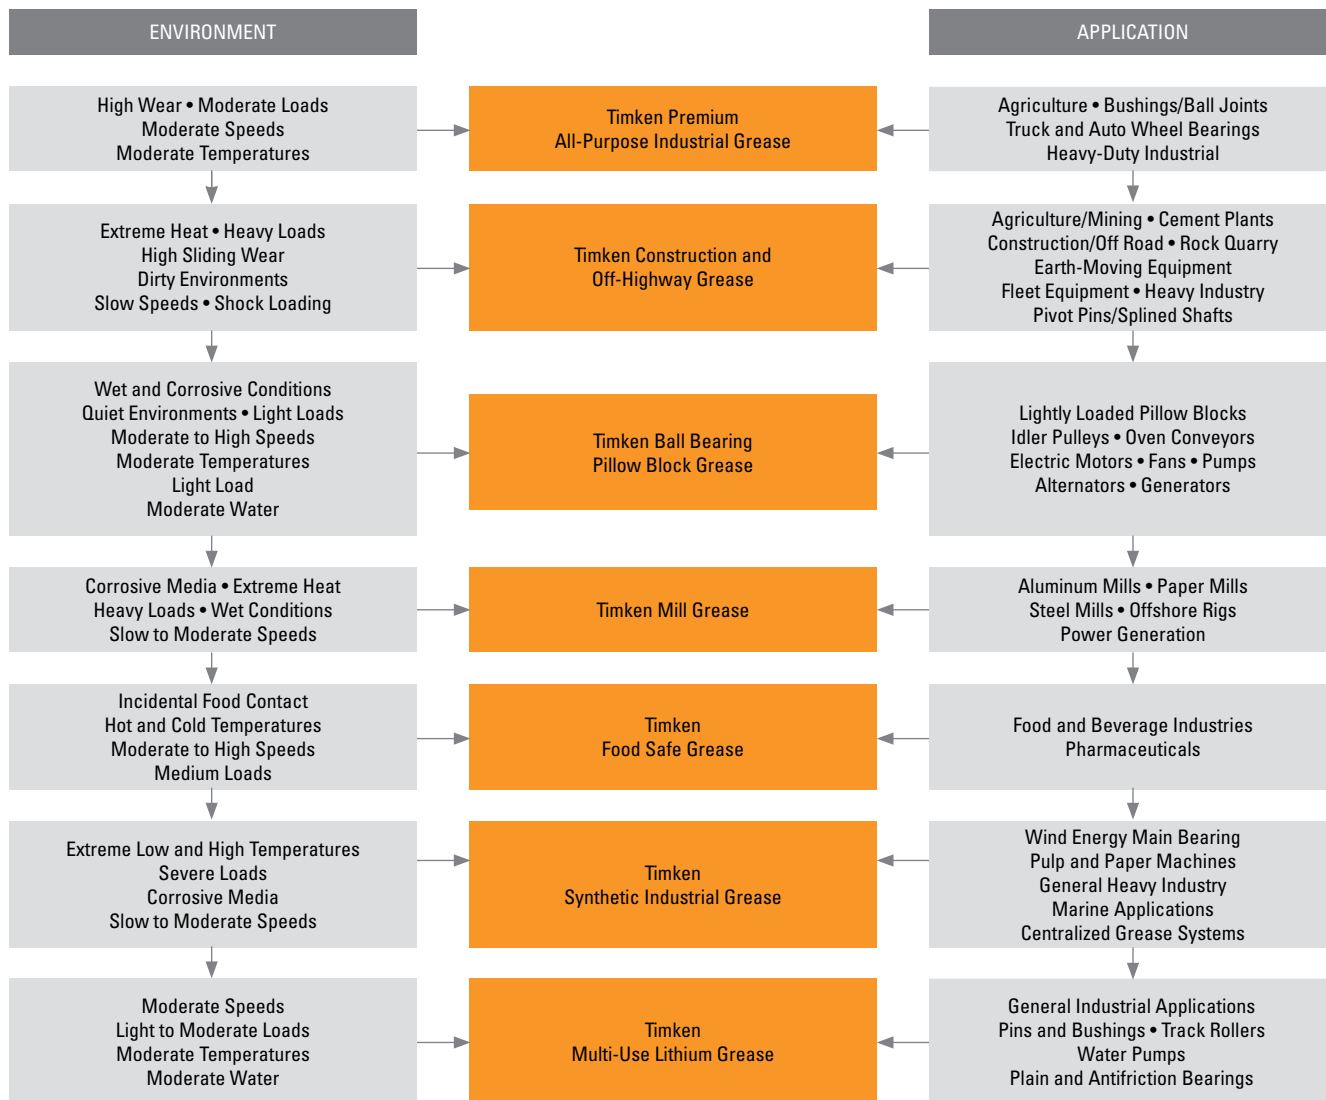 ENVIRONMENT
APPLICATION
High Wear • Moderate Loads
Moderate Speeds
Moderate Temperatures
Timken Premium
All-Purpose Industrial Grease
Agriculture • Bushings/Ball Joints
Truck and Auto Wheel Bearings
Heavy-Duty Industrial
Extreme Heat • Heavy Loads
High Sliding Wear
Dirty Environments
Slow Speeds • Shock Loading
Timken Construction and
Off-Highway Grease
Agriculture/Mining • Cement Plants
Construction/Off Road • Rock Quarry
Earth-Moving Equipment
Fleet Equipment • Heavy Industry
Pivot Pins/Splined Shafts
Wet and Corrosive Conditions
Quiet Environments • Light Loads
Moderate to High Speeds
Moderate Temperatures
Light Load
Moderate Water
Timken Ball Bearing
Pillow Block Grease
Lightly Loaded Pillow Blocks
Idler Pulleys • Oven Conveyors
Electric Motors • Fans • Pumps
Alternators • Generators
Corrosive Media • Extreme Heat
Heavy Loads • Wet Conditions
Slow to Moderate Speeds
Timken Mill Grease
Aluminum Mills • Paper Mills
Steel Mills • Offshore Rigs
Power Generation
Incidental Food Contact
Hot and Cold Temperatures
Moderate to High Speeds
Medium Loads
Timken
Food Safe Grease
Food and Beverage Industries
Pharmaceuticals
Extreme Low and High Temperatures
Severe Loads
Corrosive Media
Slow to Moderate Speeds
Timken
Synthetic Industrial Grease
Wind Energy Main Bearing
Pulp and Paper Machines
General Heavy Industry
Marine Applications
Centralized Grease Systems
Moderate Speeds
Light to Moderate Loads
Moderate Temperatures
Moderate Water
Timken
Multi-Use Lithium Grease
General Industrial Applications
Pins and Bushings • Track Rollers
Water Pumps
Plain and Antifriction Bearings